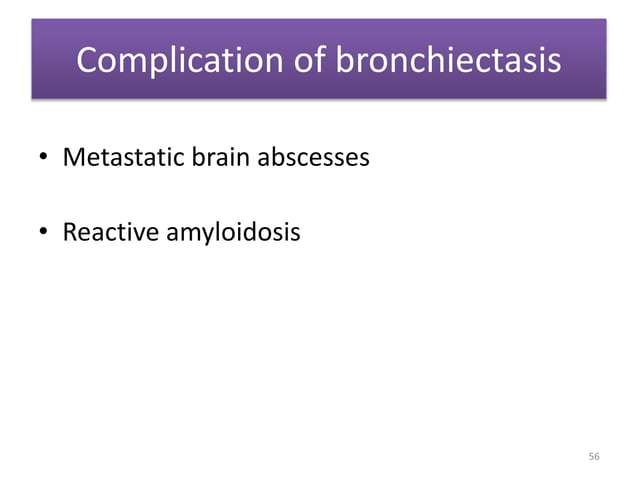 Complication of bronchiectasis
• Metastatic brain abscesses
• Reactive amyloidosis
56